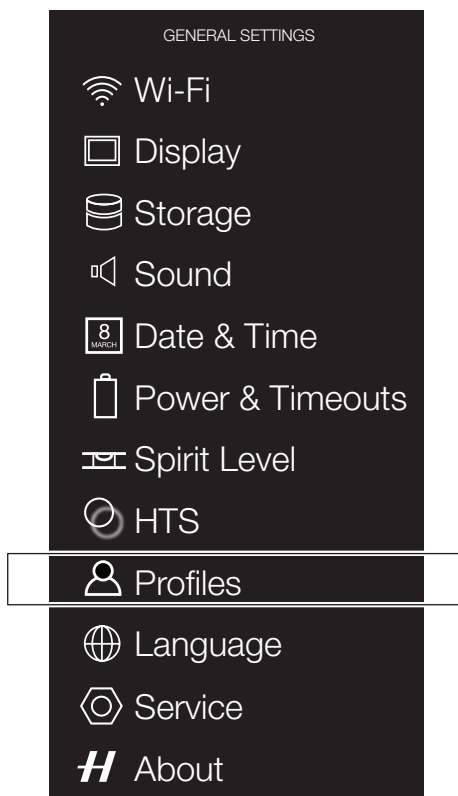 GENERAL SETTINGS
Wi-Fi
Display
Storage
Sound
8
MARCH
Date & Time
Power & Timeouts
Spirit Level
HTS
Profiles
Language
Service
About